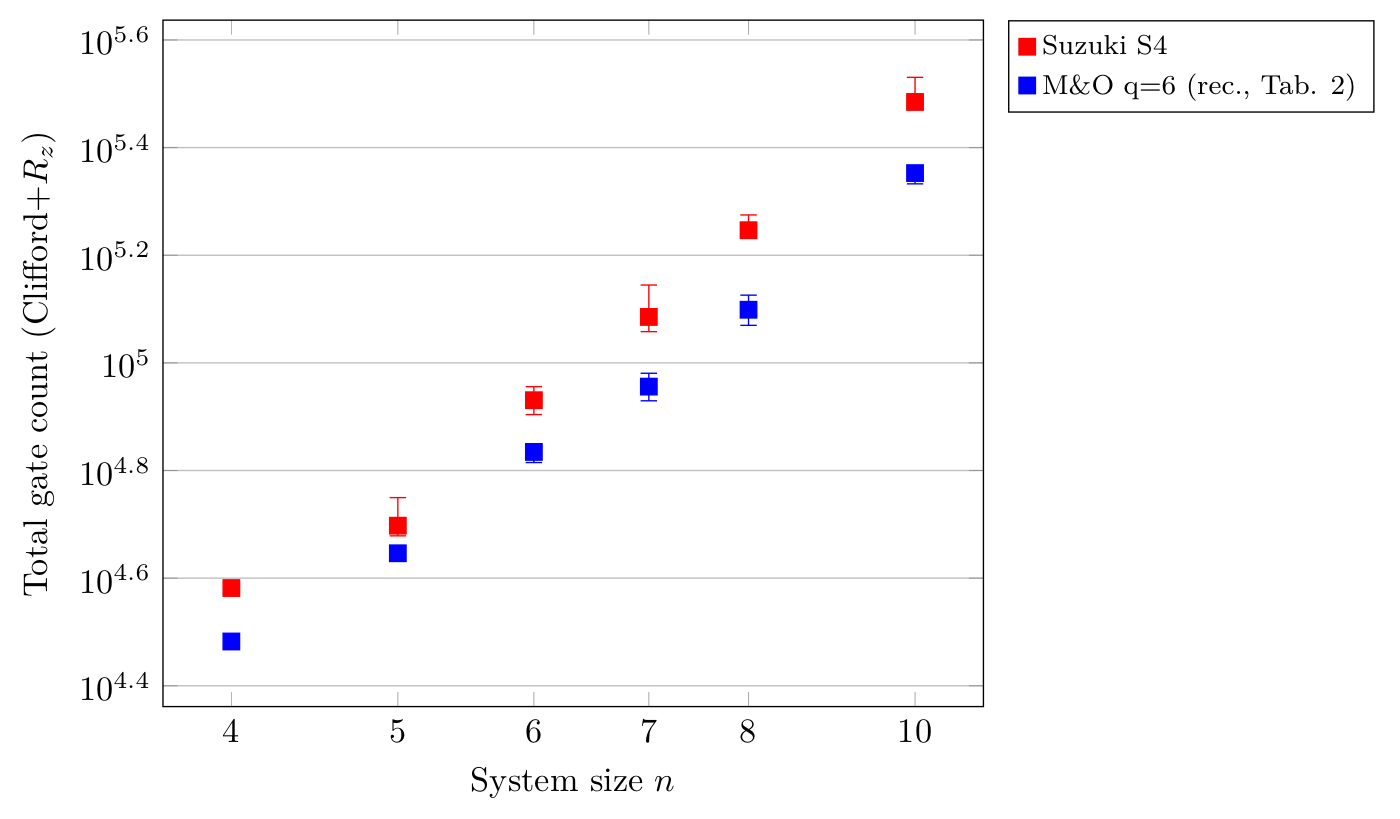 10^5.6
10^5.4
10^5.2
10^5
10^4.8
10^4.6
10^4.4
Total gate count (Clifford+R_z)
4 5 6 7 8 10
System size n
Suzuki S4
M&O q=6 (rec., Tab. 2)